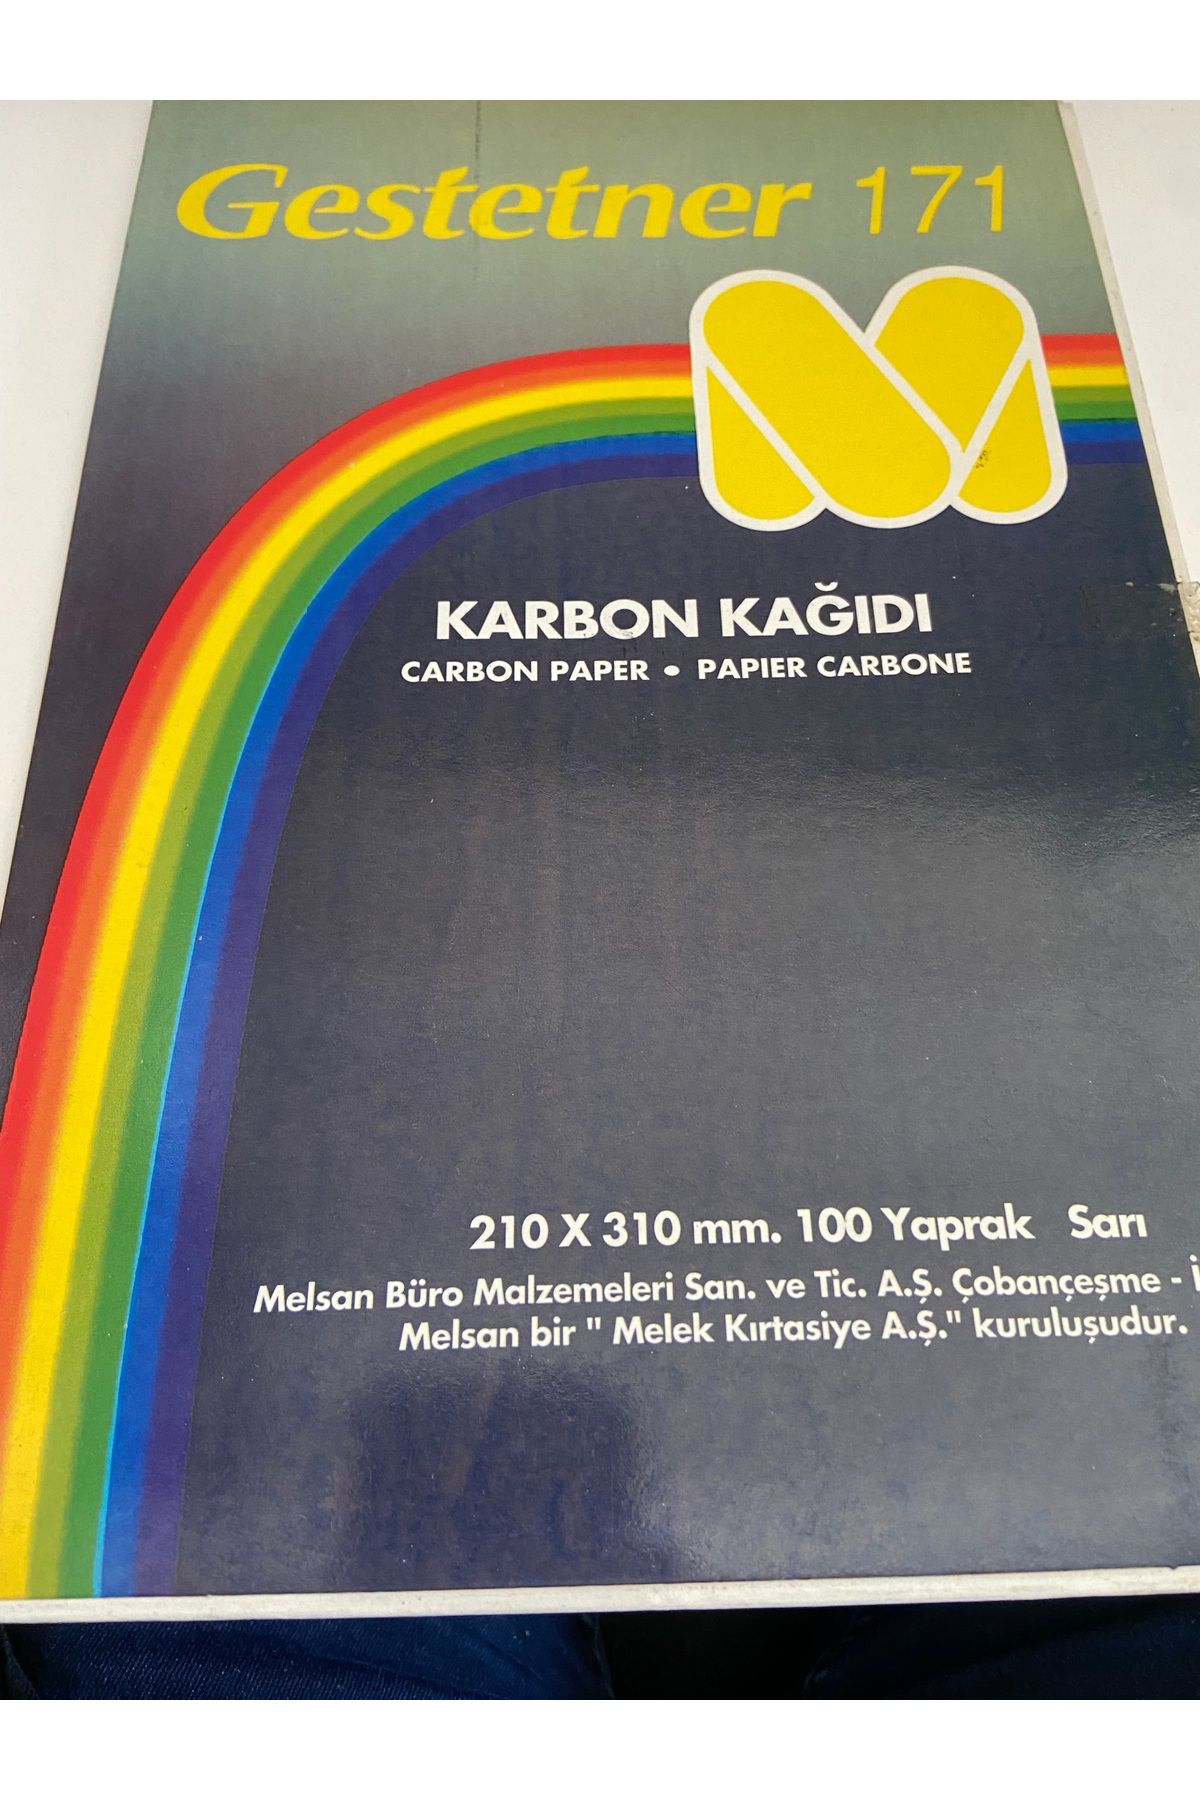 Gestetner 171
KARBON KAĞIDI
CARBON PAPER • PAPIER CARBONE
210 X 310 mm. 100 Yaprak Sarı
Melsan Büro Malzemeleri San. ve Tic. A.Ş. Çobançeşme -
Melsan bir " Melek Kırtasiye A.Ş." kuruluşudur.